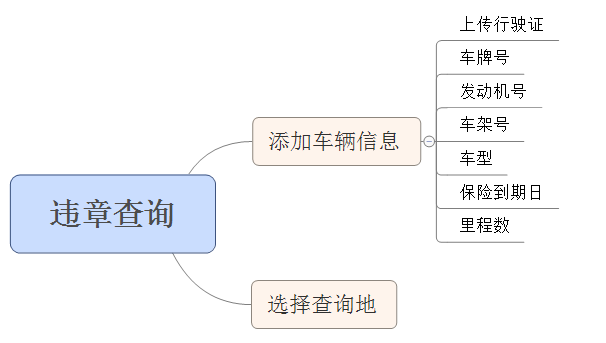 违章查询
添加车辆信息
上传行驶证
车牌号
发动机号
车架号
车型
保险到期日
里程数
选择查询地